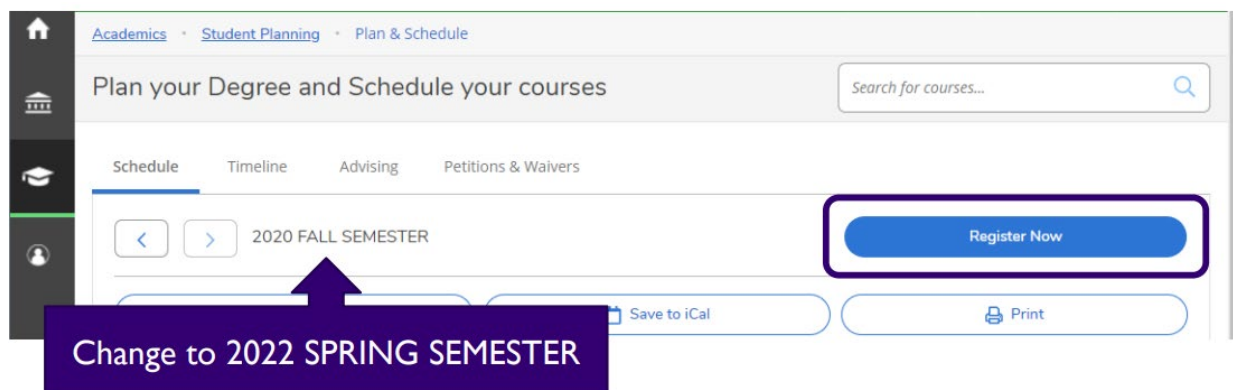 Academics · Student Planning · Plan & Schedule
Plan your Degree and Schedule your courses
Search for courses...
Schedule Timeline Advising Petitions & Waivers
2020 FALL SEMESTER
Register Now
Save to iCal
Print
Change to 2022 SPRING SEMESTER